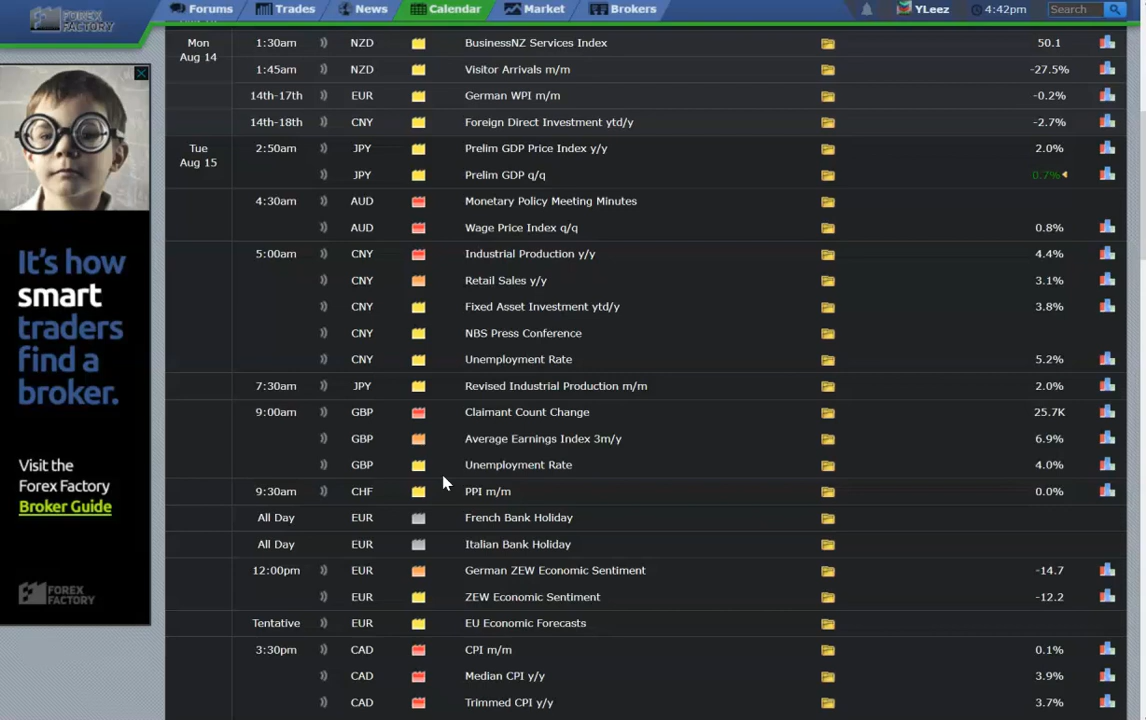 FOREX FACTORY
Forums Trades News Calendar Market Brokers YLeez 4:42pm Search
Mon 1:30am NZD BusinessNZ Services Index 50.1
Aug 14
1:45am NZD Visitor Arrivals m/m -27.5%
14th-17th EUR German WPI m/m -0.2%
14th-18th CNY Foreign Direct Investment ytd/y -2.7%
Tue 2:50am JPY Prelim GDP Price Index y/y 2.0%
Aug 15
JPY Prelim GDP q/q 0.7%
4:30am AUD Monetary Policy Meeting Minutes
AUD Wage Price Index q/q 0.8%
5:00am CNY Industrial Production y/y 4.4%
CNY Retail Sales y/y 3.1%
CNY Fixed Asset Investment ytd/y 3.8%
CNY NBS Press Conference
CNY Unemployment Rate 5.2%
7:30am JPY Revised Industrial Production m/m 2.0%
9:00am GBP Claimant Count Change 25.7K
GBP Average Earnings Index 3m/y 6.9%
GBP Unemployment Rate 4.0%
9:30am CHF PPI m/m 0.0%
All Day EUR French Bank Holiday
All Day EUR Italian Bank Holiday
12:00pm EUR German ZEW Economic Sentiment -14.7
EUR ZEW Economic Sentiment -12.2
Tentative EUR EU Economic Forecasts
3:30pm CAD CPI m/m 0.1%
CAD Median CPI y/y 3.9%
CAD Trimmed CPI y/y 3.7%
It's how
smart
traders
find a
broker.
Visit the
Forex Factory
Broker Guide
FOREX
FACTORY